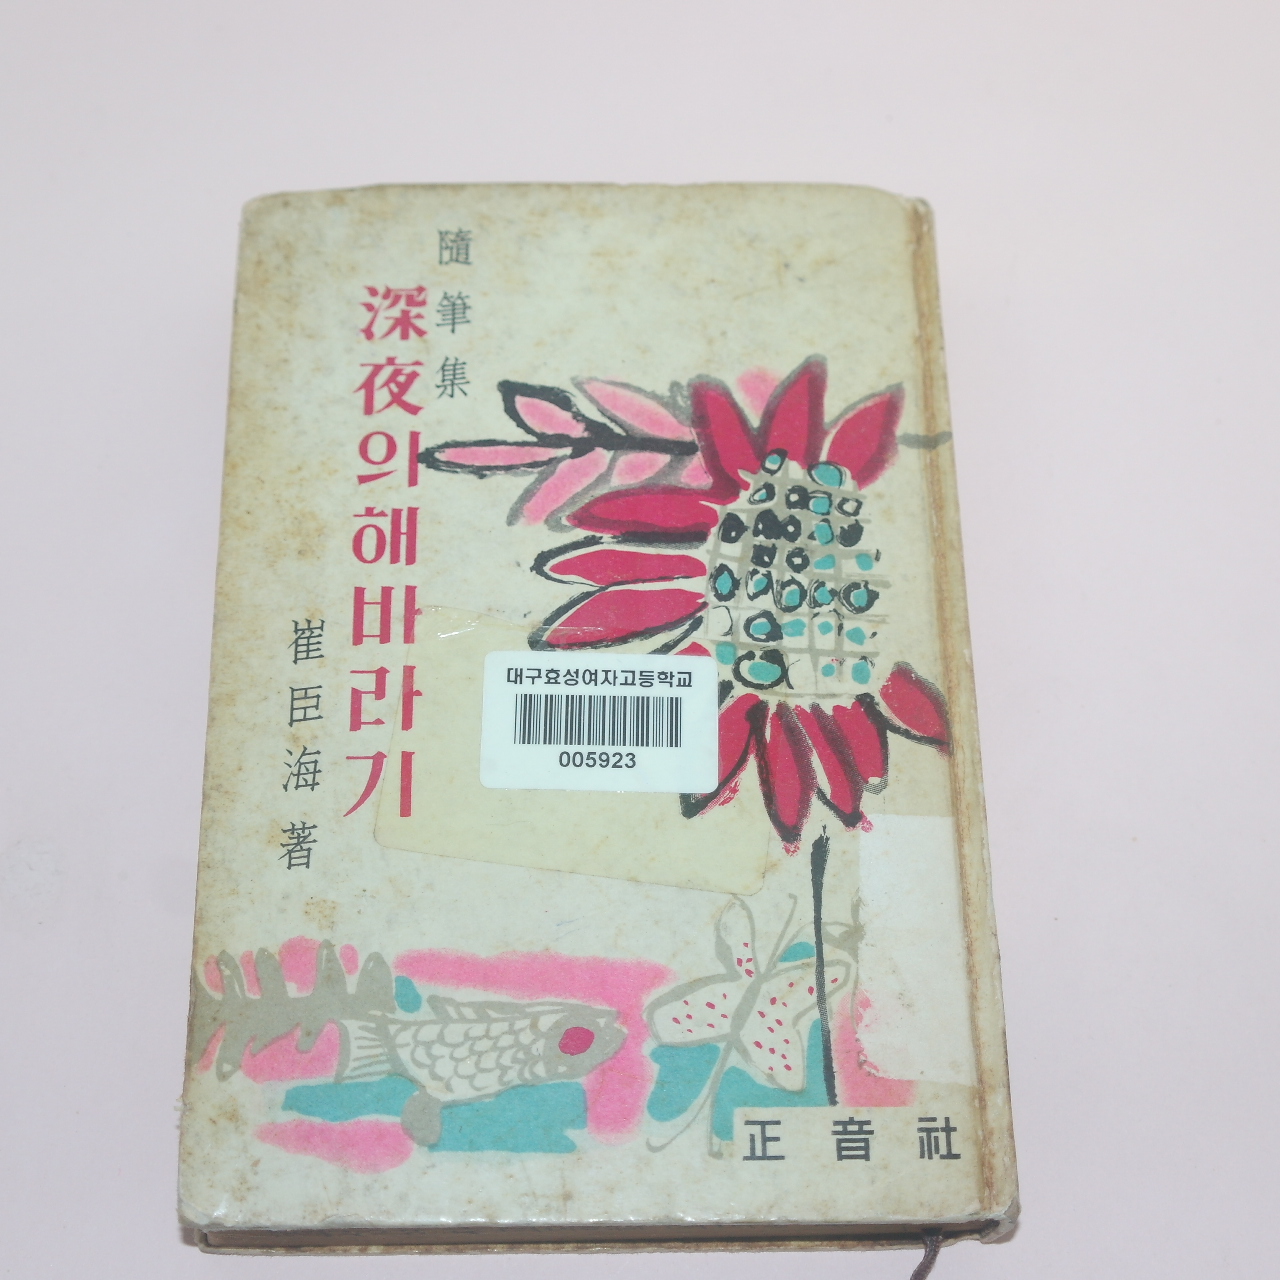 隨筆集
深夜의해바라기
崔臣海著
대구효성여자고등학교
005923
正音社